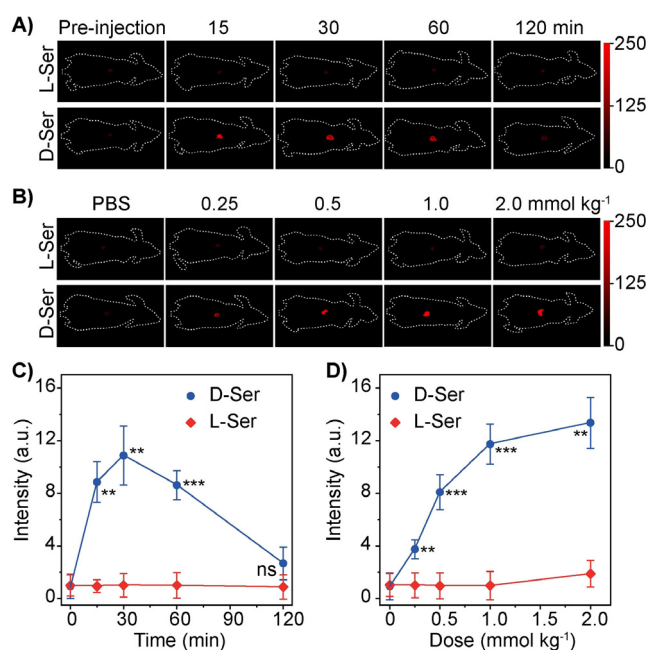 A)
Pre-injection 15 30 60 120 min
L-Ser
D-Ser
250
125
0
B)
PBS 0.25 0.5 1.0 2.0 mmol kg⁻¹
L-Ser
D-Ser
250
125
0
C)
16
12
8
4
0
Intensity (a.u.)
D-Ser
L-Ser
**
**
***
ns
0 30 60 90 120
Time (min)
D)
16
12
8
4
0
Intensity (a.u.)
D-Ser
L-Ser
**
***
***
**
0.0 0.5 1.0 1.5 2.0
Dose (mmol kg⁻¹)